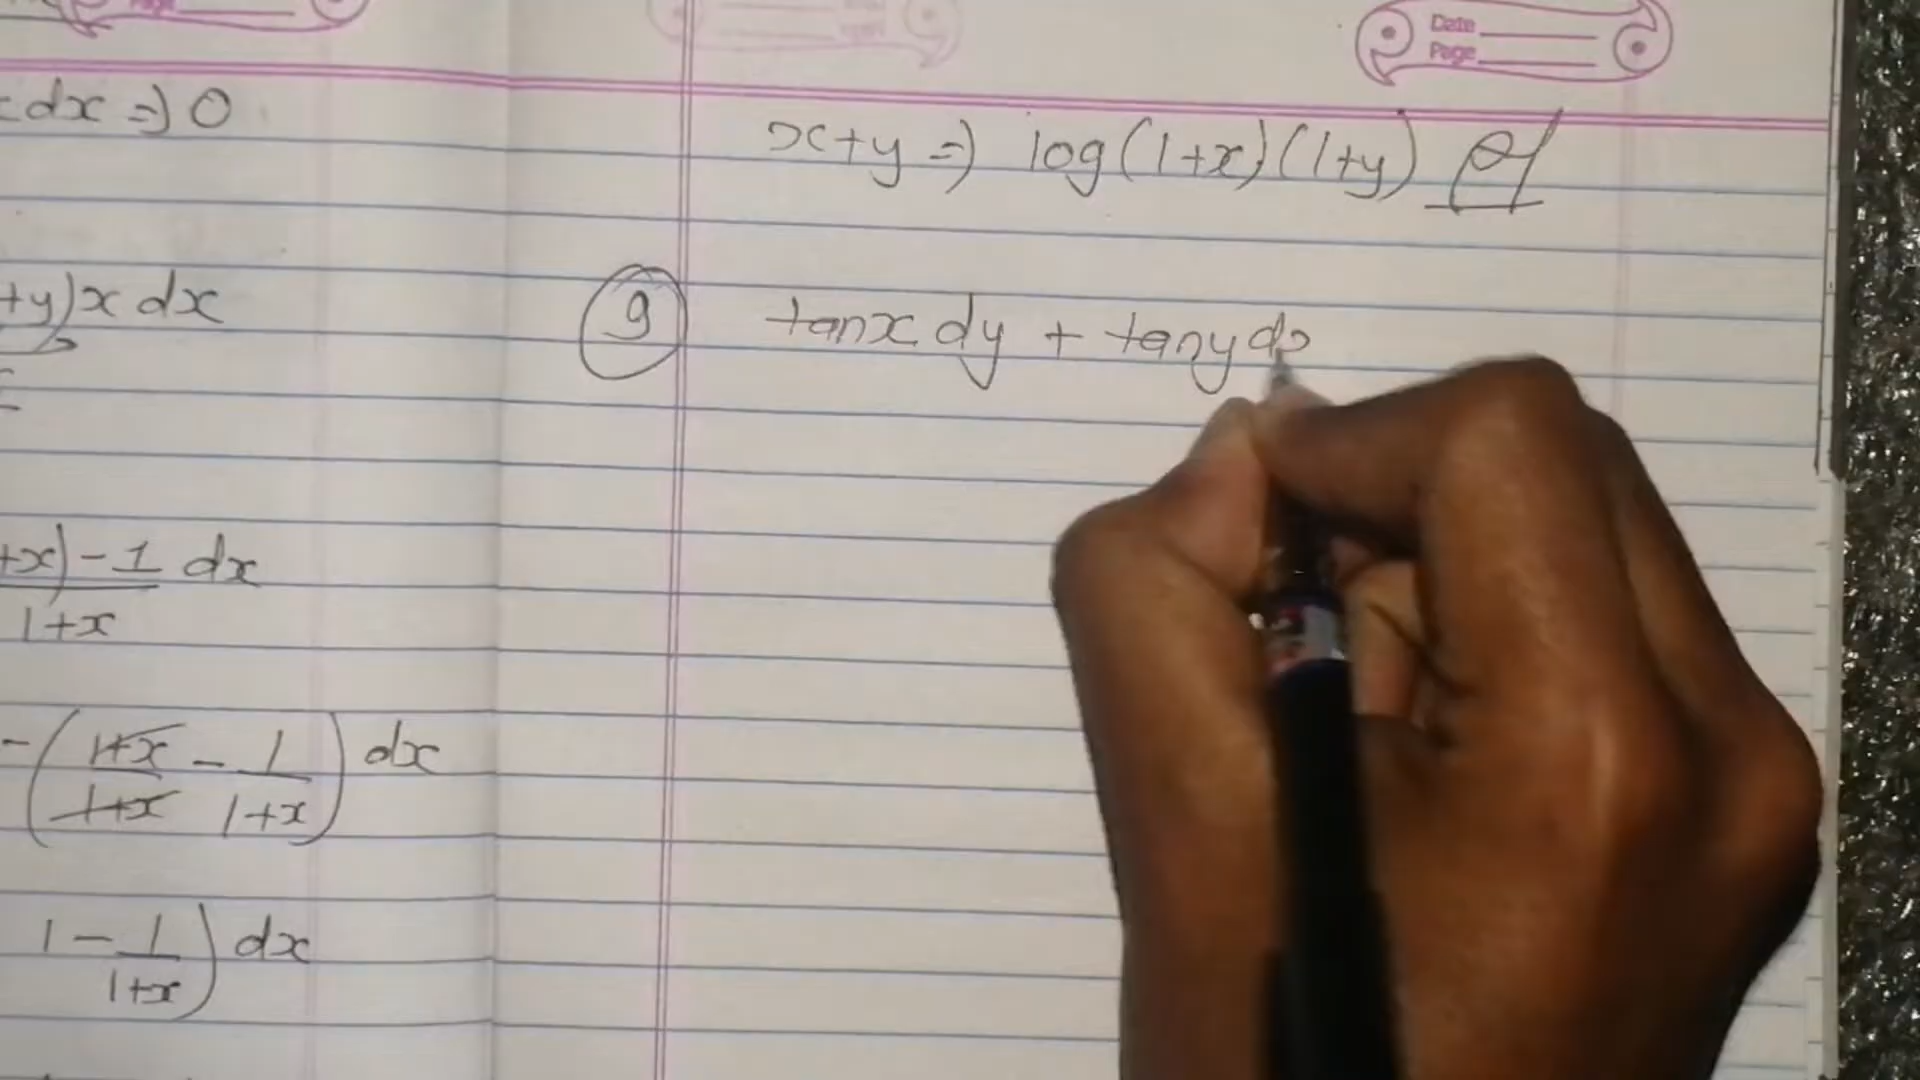 Page
Date
Page
dx => 0
+y)x dx
+x) - 1 dx
1+x
- ( 1+x - 1 ) dx
1+x 1+x
1 - 1 ) dx
1+x
x+y => log(1+x)(1+y)
9 tanx dy + tany d